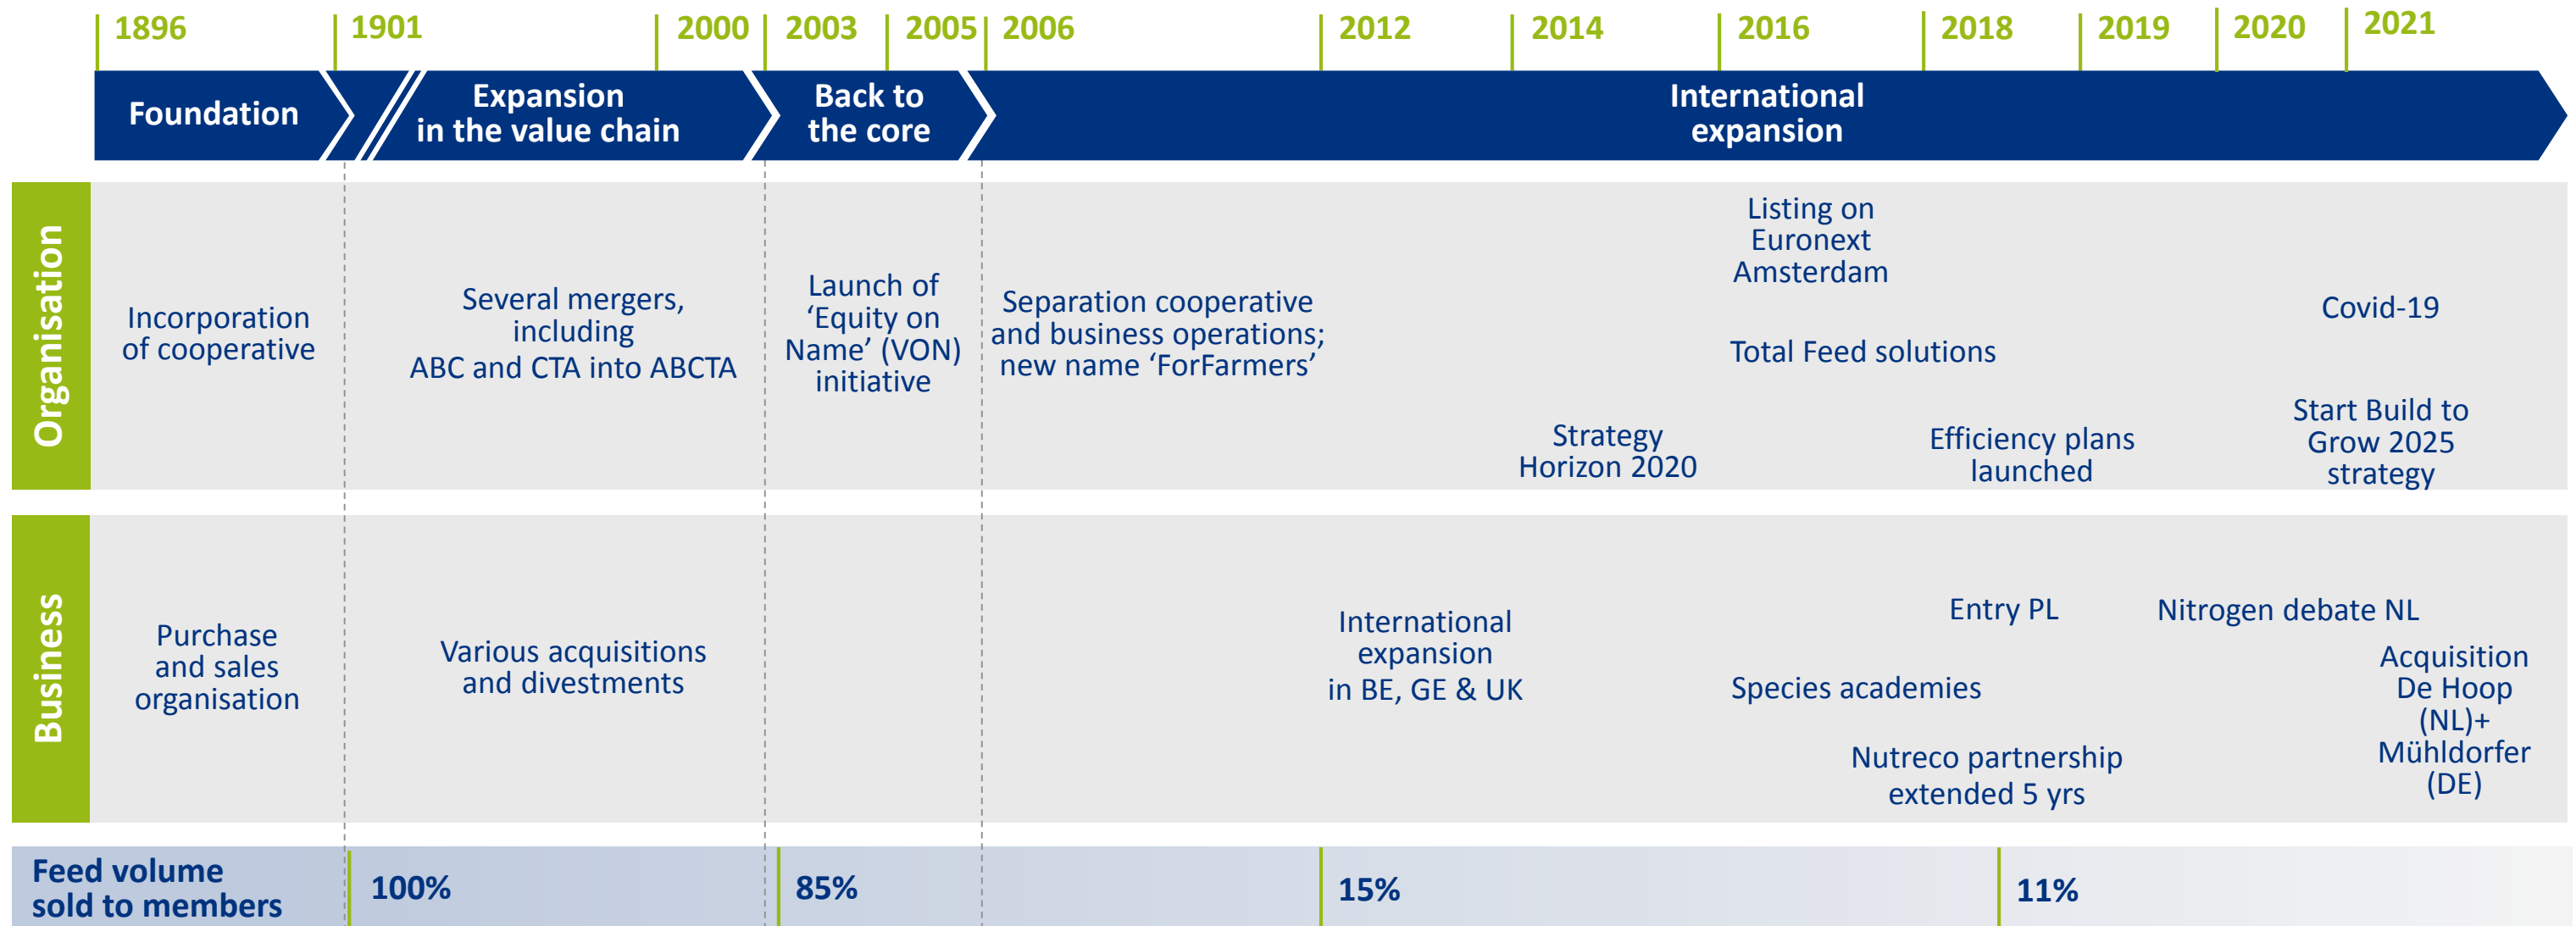 1896
1901
2000
2003
2005
2006
2012
2014
2016
2018
2019
2020
2021
Foundation
Expansion
in the value chain
Back to
the core
International
expansion
Organisation
Incorporation
of cooperative
Several mergers,
including
ABC and CTA into ABCTA
Launch of
‘Equity on
Name’ (VON)
initiative
Separation cooperative
and business operations;
new name ‘ForFarmers’
Strategy
Horizon 2020
Listing on
Euronext
Amsterdam
Total Feed solutions
Efficiency plans
launched
Covid-19
Start Build to
Grow 2025
strategy
Business
Purchase
and sales
organisation
Various acquisitions
and divestments
International
expansion
in BE, GE & UK
Entry PL
Species academies
Nutreco partnership
extended 5 yrs
Nitrogen debate NL
Acquisition
De Hoop
(NL)+
Mühldorfer
(DE)
Feed volume
sold to members
100%
85%
15%
11%